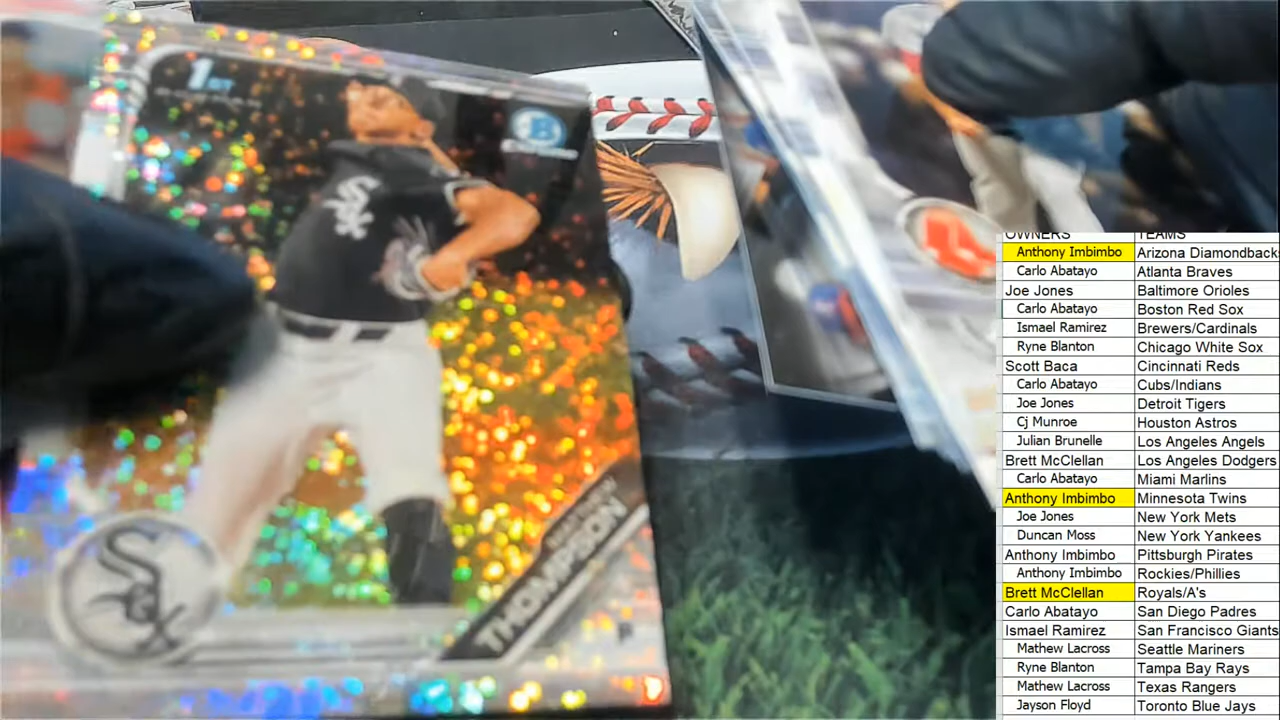 1ST
B
Sox
THOMPSON
Sox
OWNERS TEAMS
Anthony Imbimbo Arizona Diamondback
Carlo Abatayo Atlanta Braves
Joe Jones Baltimore Orioles
Carlo Abatayo Boston Red Sox
Ismael Ramirez Brewers/Cardinals
Ryne Blanton Chicago White Sox
Scott Baca Cincinnati Reds
Carlo Abatayo Cubs/Indians
Joe Jones Detroit Tigers
Cj Munroe Houston Astros
Julian Brunelle Los Angeles Angels
Brett McClellan Los Angeles Dodgers
Carlo Abatayo Miami Marlins
Anthony Imbimbo Minnesota Twins
Joe Jones New York Mets
Duncan Moss New York Yankees
Anthony Imbimbo Pittsburgh Pirates
Anthony Imbimbo Rockies/Phillies
Brett McClellan Royals/A's
Carlo Abatayo San Diego Padres
Ismael Ramirez San Francisco Giants
Mathew Lacross Seattle Mariners
Ryne Blanton Tampa Bay Rays
Mathew Lacross Texas Rangers
Jayson Floyd Toronto Blue Jays